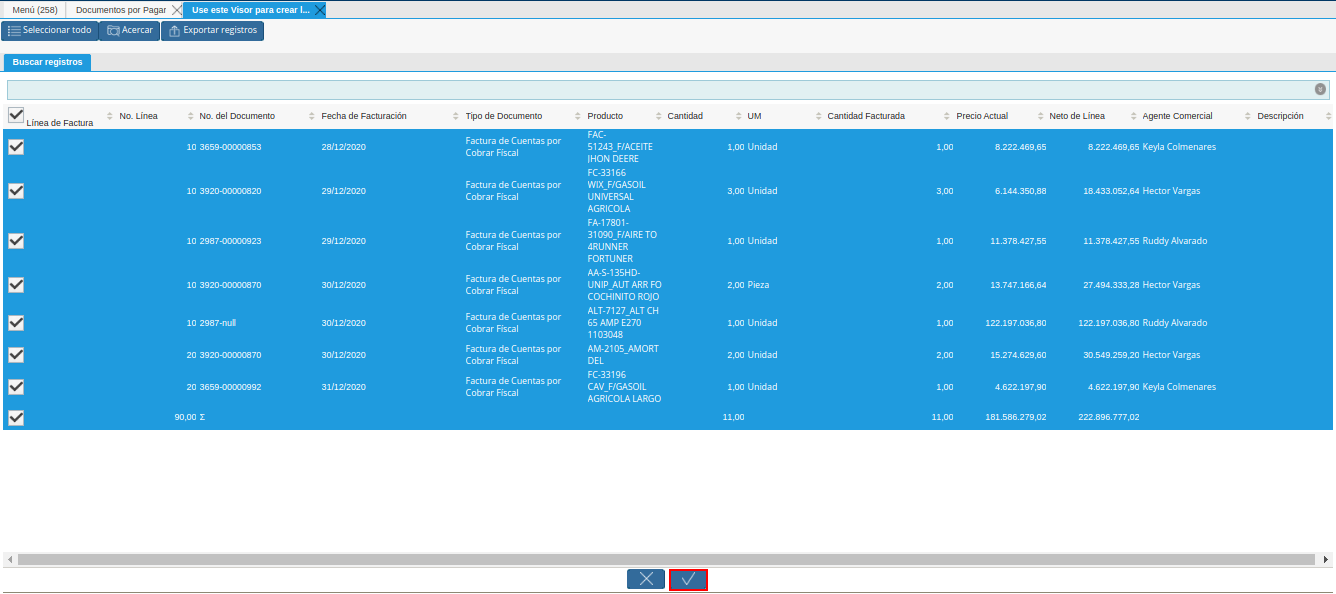 Menú (258) Documentos por Pagar Use este Visor para crear l...
Seleccionar todo Acercar Exportar registros
Buscar registros
Línea de Factura No. Línea No. del Documento Fecha de Facturación Tipo de Documento Producto Cantidad UM Cantidad Facturada Precio Actual Neto de Línea Agente Comercial Descripción
10 3659-00000853 28/12/2020 Factura de Cuentas por Cobrar Físcal FAC-51243_F/ACEITE JHON DEERE 1,00 Unidad 1,00 8.222.469,65 8.222.469,65 Keyla Colmenares
10 3920-00000820 29/12/2020 Factura de Cuentas por Cobrar Físcal FC-33166 WIX_F/GASOIL UNIVERSAL AGRICOLA 3,00 Unidad 3,00 6.144.350,88 18.433.052,64 Hector Vargas
10 2987-00000923 29/12/2020 Factura de Cuentas por Cobrar Físcal FA-17801-31090_F/AIRE TO 4RUNNER FORTUNER 1,00 Unidad 1,00 11.378.427,55 11.378.427,55 Ruddy Alvarado
10 3920-00000870 30/12/2020 Factura de Cuentas por Cobrar Físcal AA-S-135HD-UNIP_AUT ARR FO COCHINITO ROJO 2,00 Pieza 2,00 13.747.166,64 27.494.333,28 Hector Vargas
10 2987-null 30/12/2020 Factura de Cuentas por Cobrar Físcal ALT-7127_ALT CH 65 AMP E270 1103048 1,00 Unidad 1,00 122.197.036,80 122.197.036,80 Ruddy Alvarado
20 3920-00000870 30/12/2020 Factura de Cuentas por Cobrar Físcal AM-2105_AMORT DEL 2,00 Unidad 2,00 15.274.629,60 30.549.259,20 Hector Vargas
20 3659-00000992 31/12/2020 Factura de Cuentas por Cobrar Físcal FC-33196 CAV_F/GASOIL AGRICOLA LARGO 1,00 Unidad 1,00 4.622.197,90 4.622.197,90 Keyla Colmenares
90,00 Σ 11,00 11,00 181.586.279,02 222.896.777,02